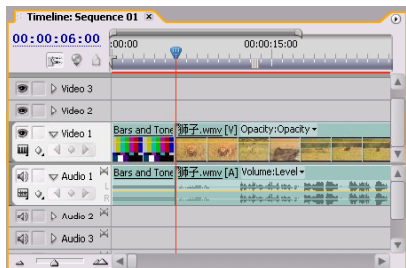 Timeline: Sequence 01 ×
00:00:06:00
:00:00
00:00:15:00
Video 3
Video 2
Video 1
Bars and Tone
獅子.wmv [V] Opacity:Opacity
Audio 1
Bars and Tone
獅子.wmv [A] Volume:Level
L
R
Audio 2
Audio 3